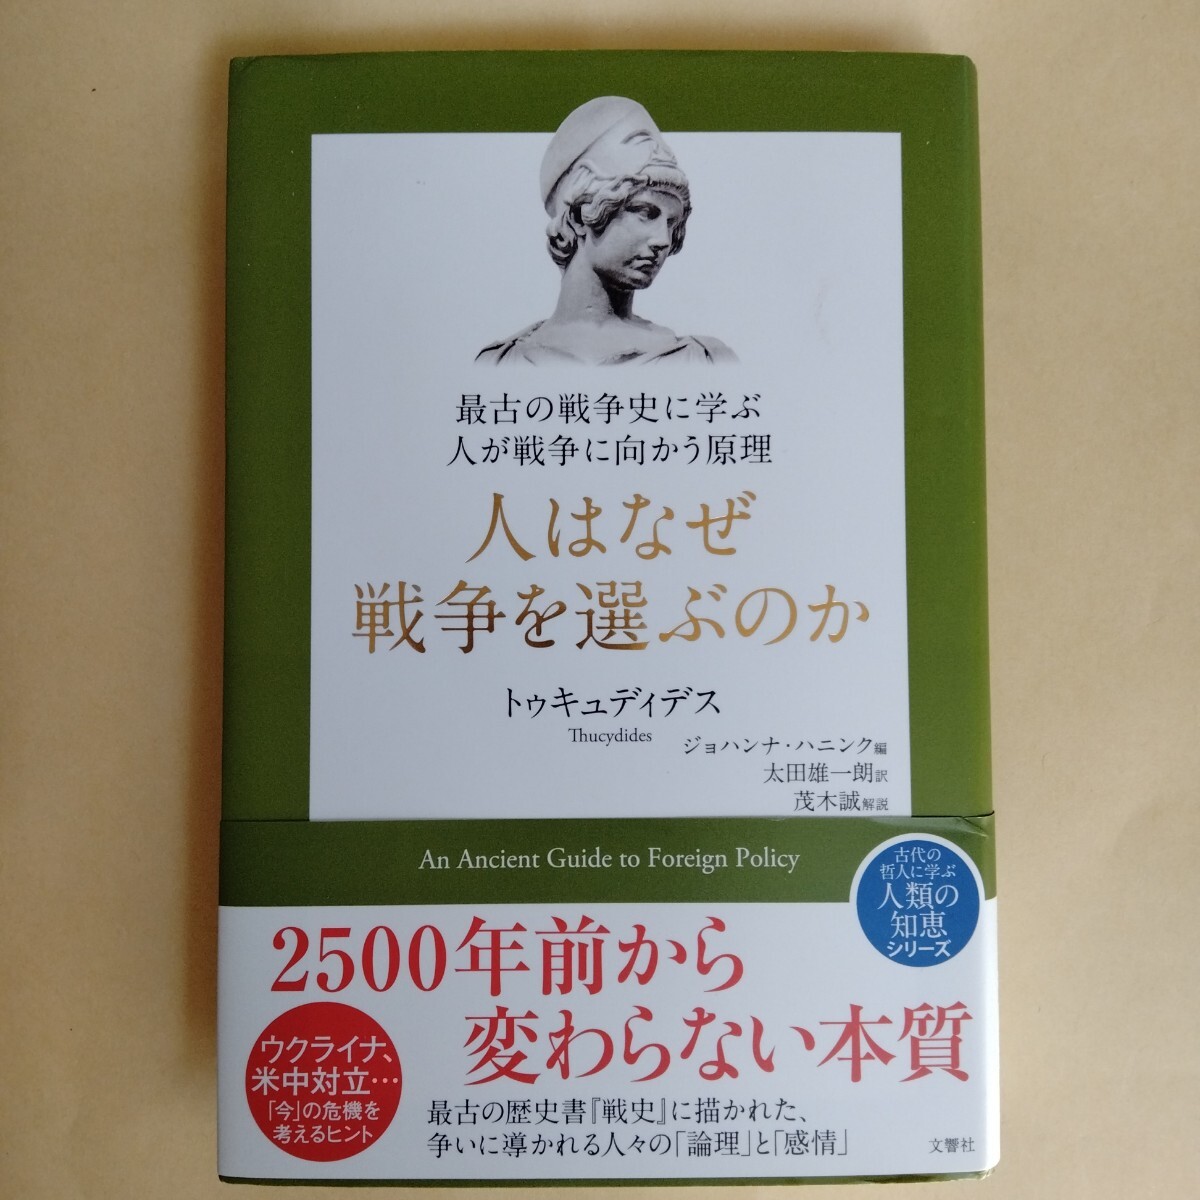 最古の戦争史に学ぶ
人が戦争に向かう原理
人はなぜ
戦争を選ぶのか
トゥキュディデス
Thucydides
ジョハンナ・ハニンク編
太田雄一朗訳
茂木誠解説
An Ancient Guide to Foreign Policy
古代の
哲人に学ぶ
人類の
知恵
シリーズ
2500年前から
変わらない本質
ウクライナ、
米中対立…
「今」の危機を
考えるヒント
最古の歴史書『戦史』に描かれた、
争いに導かれる人々の「論理」と「感情」
文響社